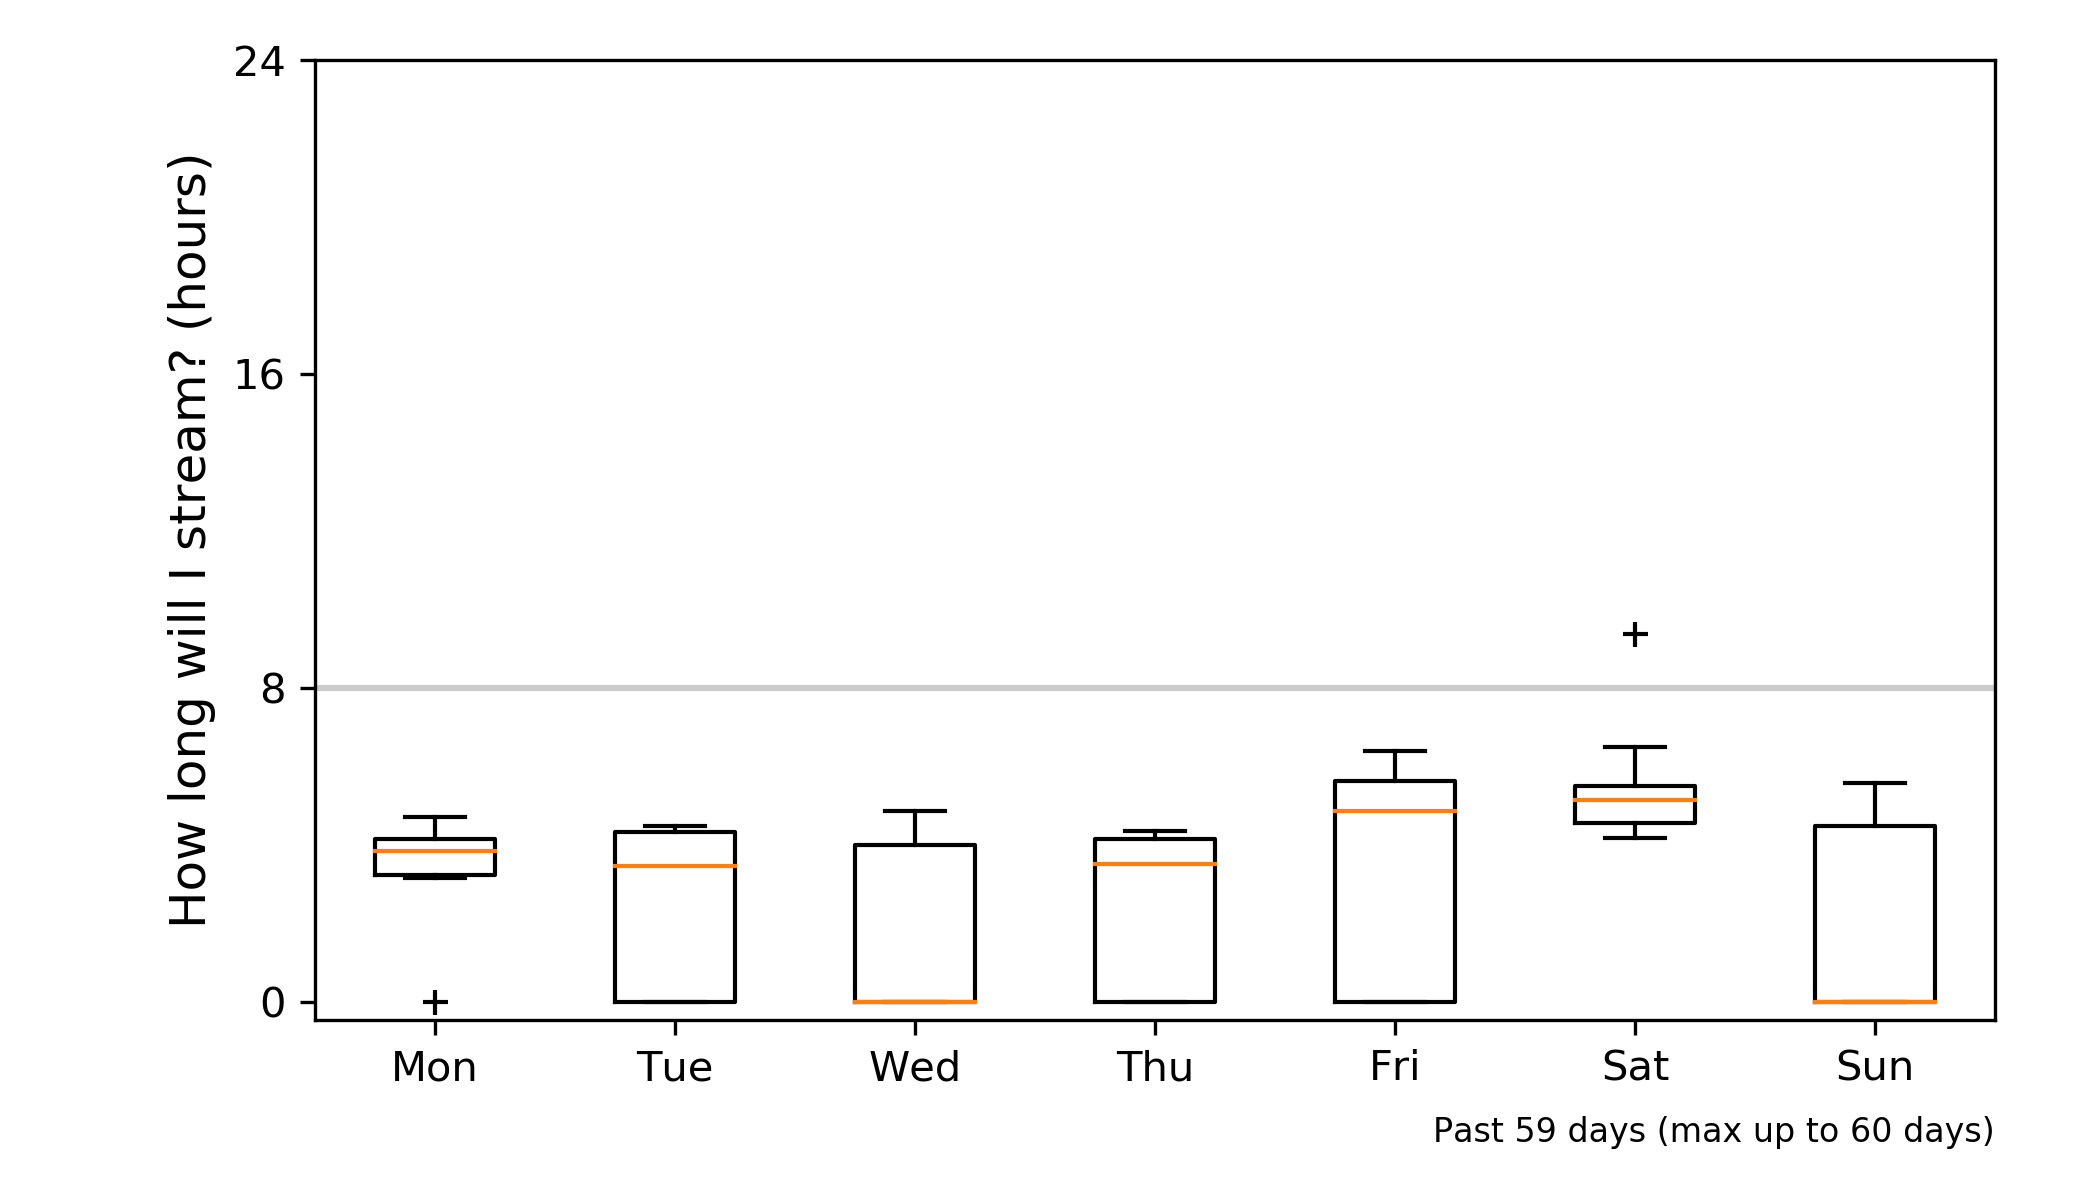 How long will I stream? (hours)
24
16
8
0
Mon Tue Wed Thu Fri Sat Sun
Past 59 days (max up to 60 days)